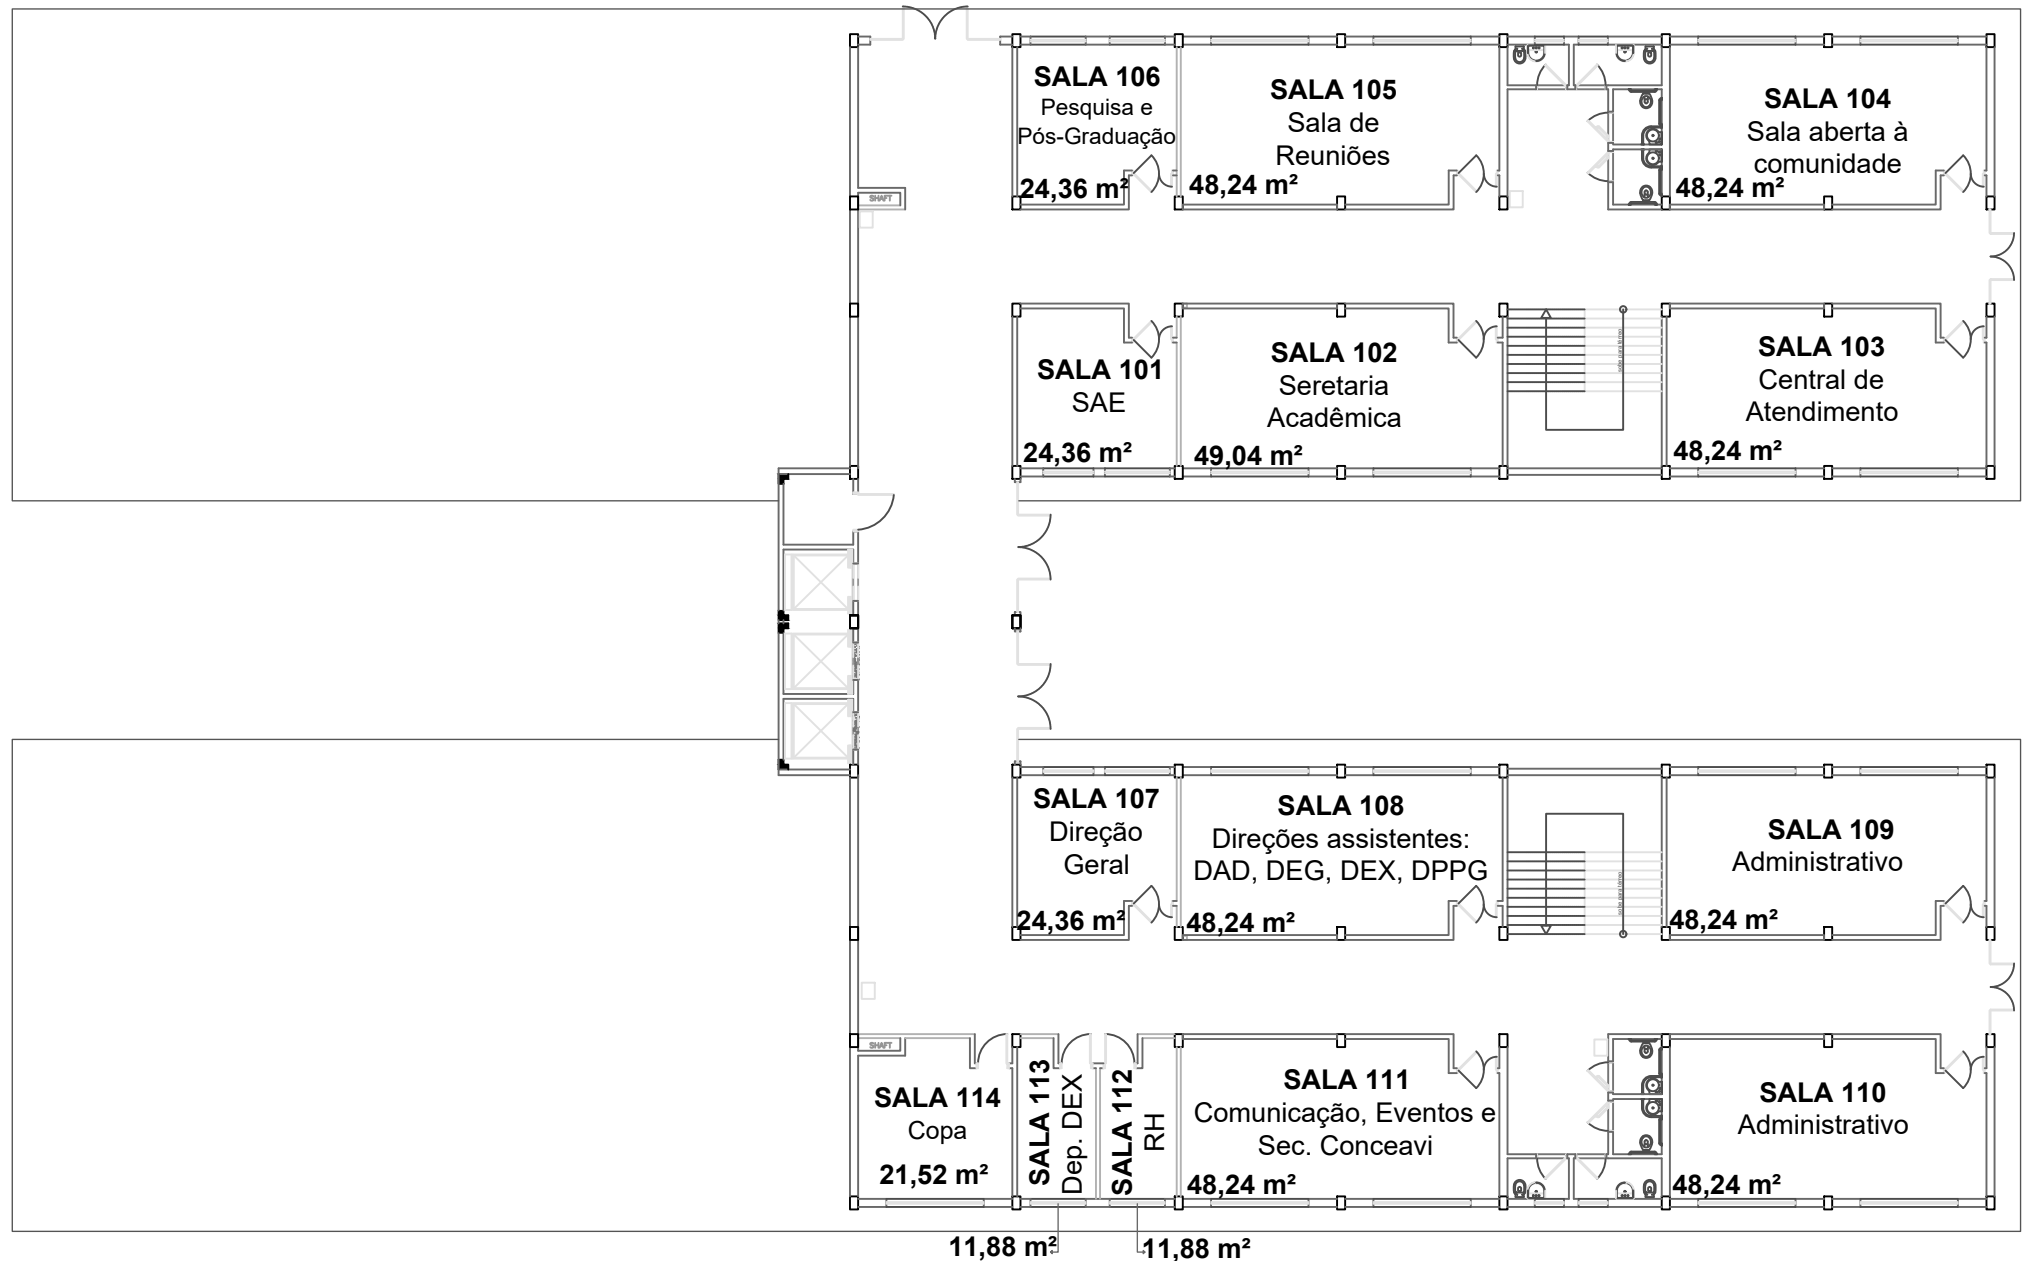 SALA 106
Pesquisa e
Pós-Graduação
24,36 m²
SALA 105
Sala de
Reuniões
48,24 m²
SALA 104
Sala aberta à
comunidade
48,24 m²
SHAFT
SALA 101
SAE
24,36 m²
SALA 102
Seretaria
Acadêmica
49,04 m²
SALA 103
Central de
Atendimento
48,24 m²
SALA 107
Direção
Geral
24,36 m²
SALA 108
Direções assistentes:
DAD, DEG, DEX, DPPG
48,24 m²
SALA 109
Administrativo
48,24 m²
SHAFT
SALA 114
Copa
21,52 m²
SALA 113
Dep. DEX
11,88 m²
SALA 112
RH
11,88 m²
SALA 111
Comunicação, Eventos e
Sec. Conceavi
48,24 m²
SALA 110
Administrativo
48,24 m²